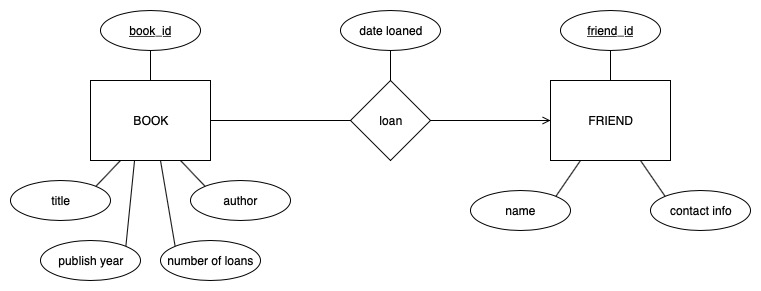 book_id
date loaned
friend_id
BOOK
loan
FRIEND
title
author
name
contact info
publish year
number of loans